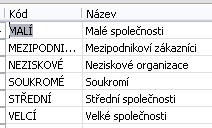 Kód Název
MALÍ Malé společnosti
MEZIPODNI... Mezipodnikoví zákazníci
NEZISKOVÉ Neziskové organizace
SOUKROMÉ Soukromí
STŘEDNÍ Střední společnosti
VELCÍ Velké společnosti